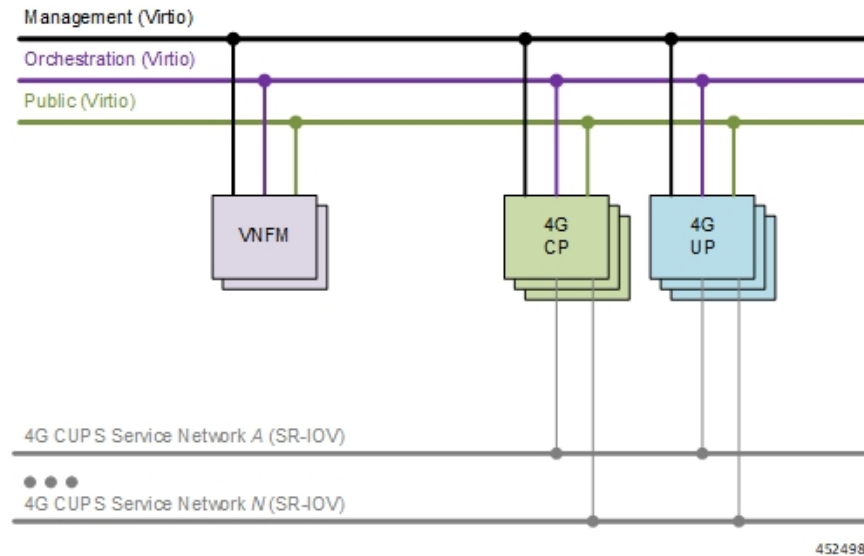 Management (Virtio)
Orchestration (Virtio)
Public (Virtio)
VNFM
4G
CP
4G
UP
4G CUPS Service Network A (SR-IOV)
4G CUPS Service Network N (SR-IOV)
452498